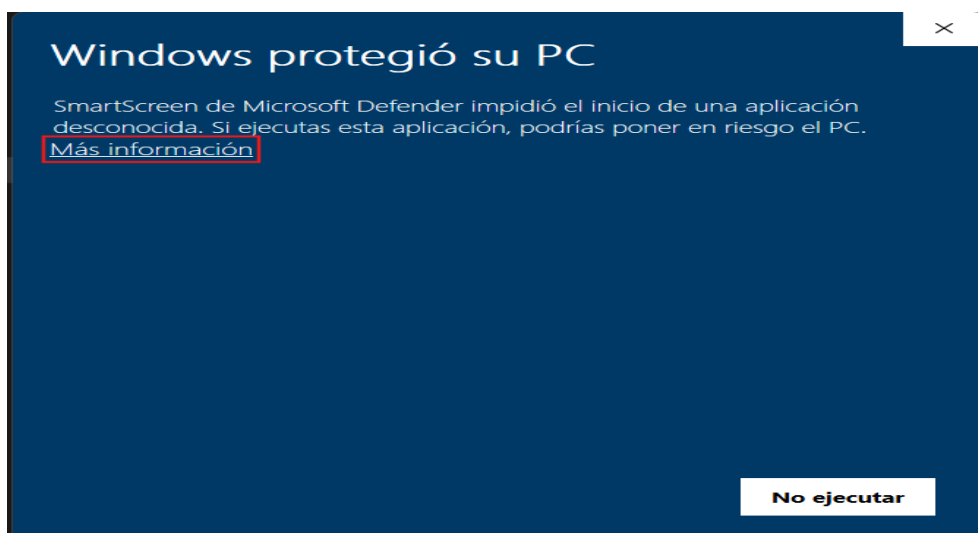 Windows protegió su PC
SmartScreen de Microsoft Defender impidió el inicio de una aplicación
desconocida. Si ejecutas esta aplicación, podrías poner en riesgo el PC.
Más información
No ejecutar